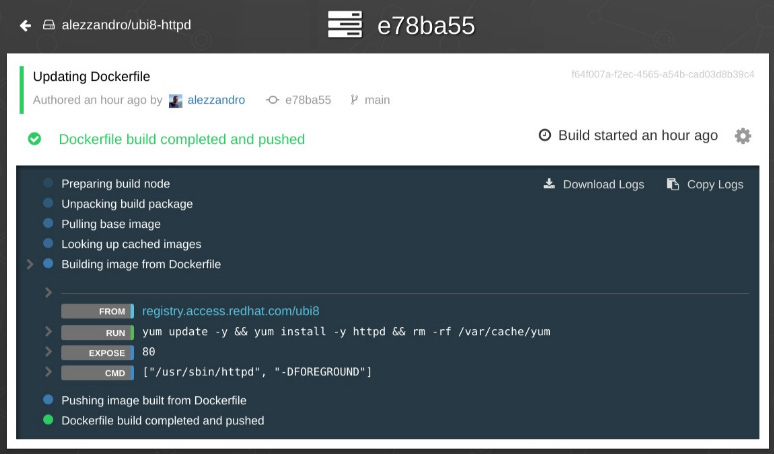 alezzandro/ubi8-httpd
e78ba55
Updating Dockerfile
f64f007a-f2ec-4565-a54b-cad03d8b39c4
Authored an hour ago by alezzandro e78ba55 main
Dockerfile build completed and pushed
Build started an hour ago
Preparing build node
Download Logs Copy Logs
Unpacking build package
Pulling base image
Looking up cached images
Building image from Dockerfile
FROM registry.access.redhat.com/ubi8
RUN yum update -y && yum install -y httpd && rm -rf /var/cache/yum
EXPOSE 80
CMD ["/usr/sbin/httpd", "-DFOREGROUND"]
Pushing image built from Dockerfile
Dockerfile build completed and pushed